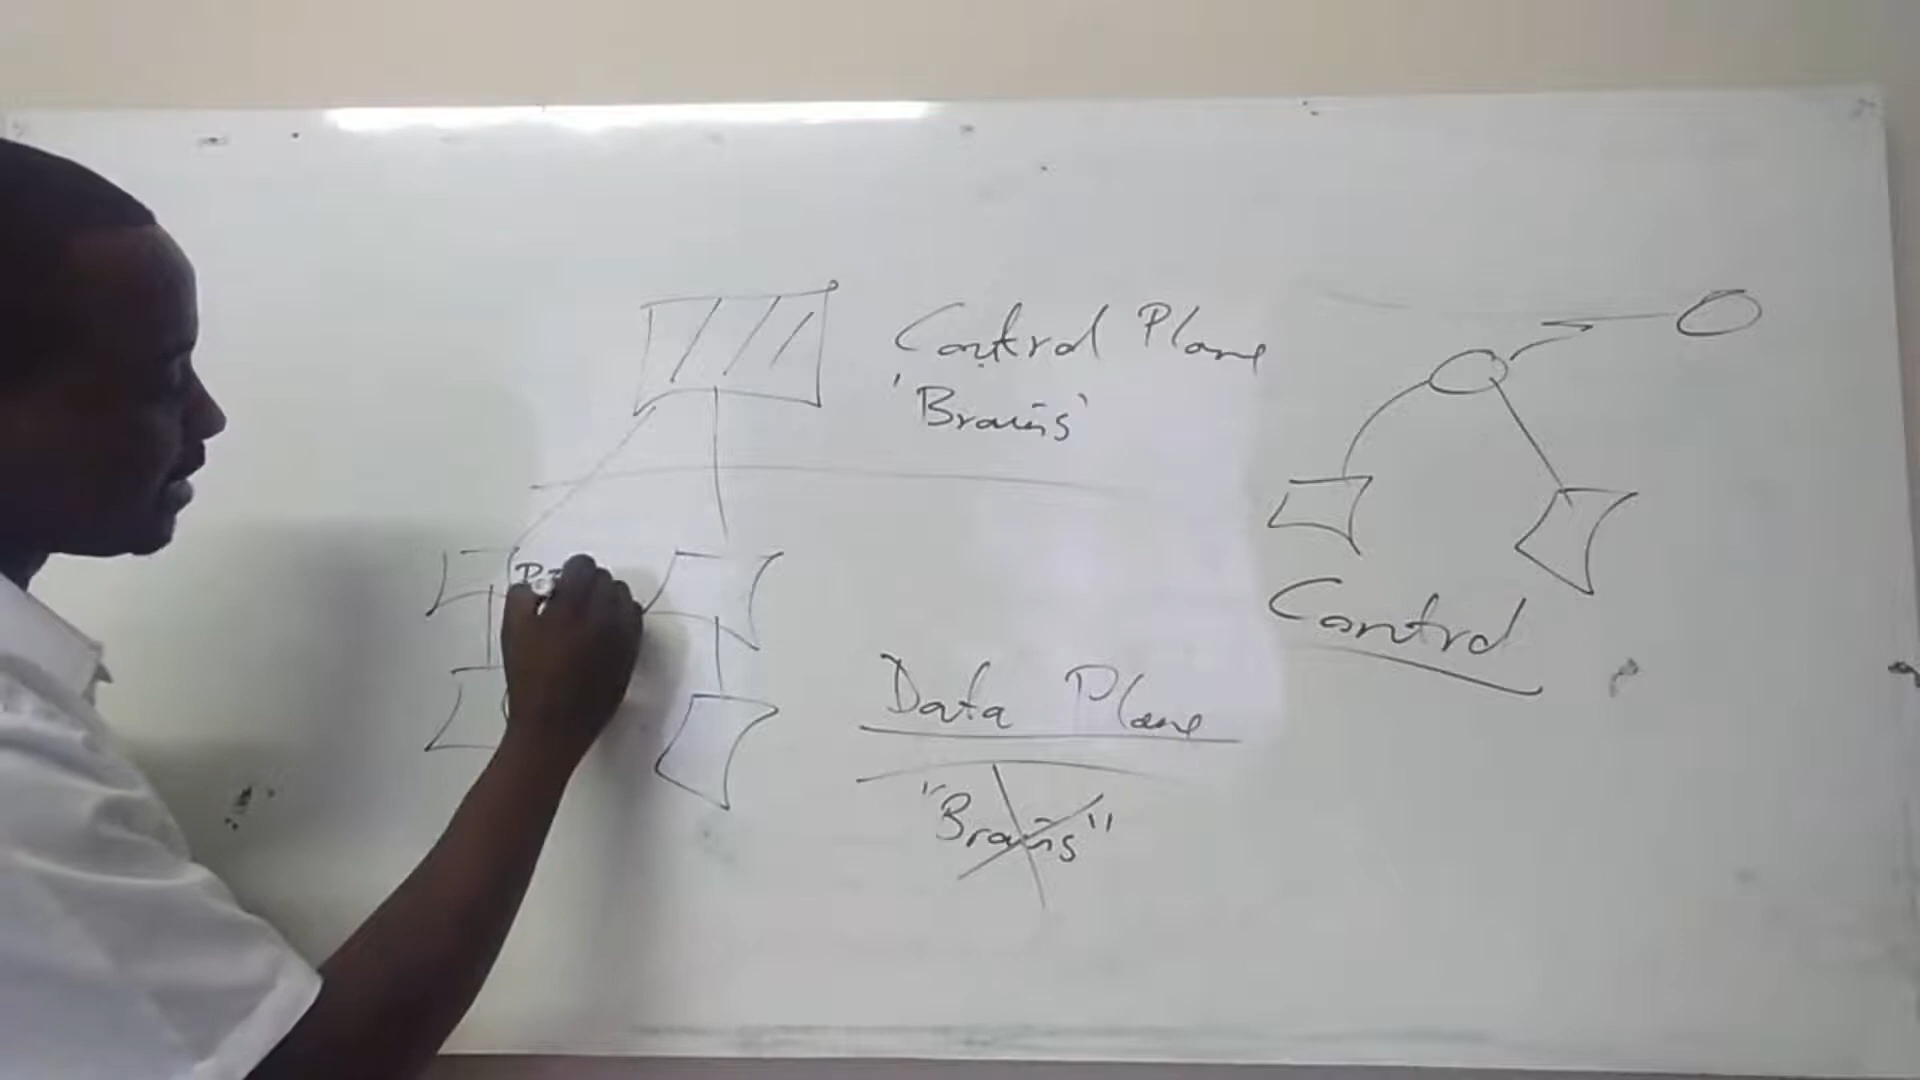 Control Plane
'Brains'
Control
Data Plane
"Brains"